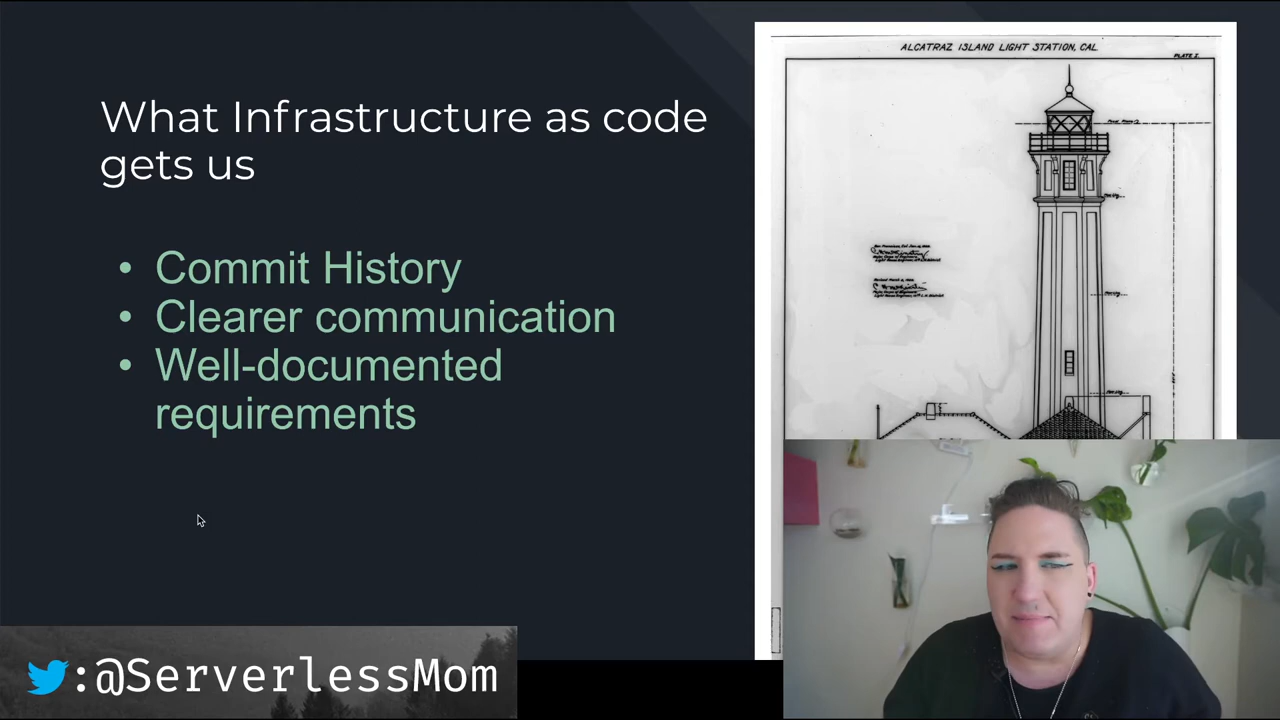 What Infrastructure as code
gets us
• Commit History
• Clearer communication
• Well-documented
requirements
ALCATRAZ ISLAND LIGHT STATION, CAL
PLATE I.
:@ServerlessMom